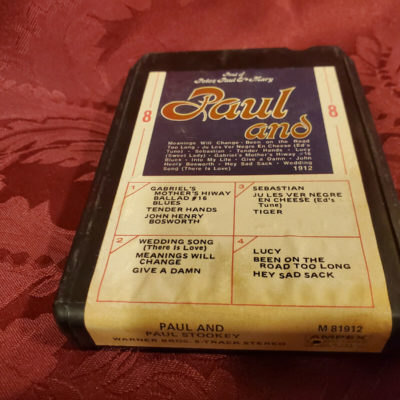 Best of
Peter Paul & Mary
Paul
and
8
8
Meanings Will Change · Been on the Road
Too Long · Ju Les Ver Negre En Cheese (Ed's
Tune) · Sebastian · Tender Hands · Lucy
(Sweet Lady) · Gabriel's Mother's Hiway · 16
Blues · Into My Life · Give a Damn · John
Henry Bosworth · Hey Sad Sack · Wedding
Song (There Is Love) 1912
1
GABRIEL'S
MOTHER'S HIWAY
BALLAD #16
BLUES
TENDER HANDS
JOHN HENRY
BOSWORTH
3
SEBASTIAN
JU LES VER NEGRE
EN CHEESE (Ed's
Tune)
TIGER
2
WEDDING SONG
(There Is Love)
MEANINGS WILL
CHANGE
GIVE A DAMN
4
LUCY
BEEN ON THE
ROAD TOO LONG
HEY SAD SACK
PAUL AND
PAUL STOOKEY
WARNER BROS. 8-TRACK STEREO
M 81912
AMPEX